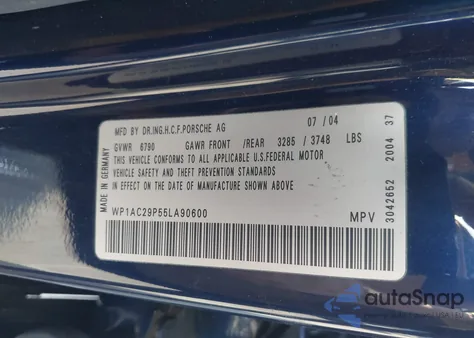 MFD. BY DR.ING.H.C.F.PORSCHE AG 07 / 04
GVWR 6790 GAWR FRONT /REAR 3285 / 3748 LBS
THIS VEHICLE CONFORMS TO ALL APPLICABLE U.S.FEDERAL MOTOR
VEHICLE SAFETY AND THEFT PREVENTION STANDARDS
IN EFFECT ON THE DATE OF MANUFACTURE SHOWN ABOVE
WP1AC29P55LA90600 MPV
MADE IN GERMANY
3042652 2004 37
autoSnap